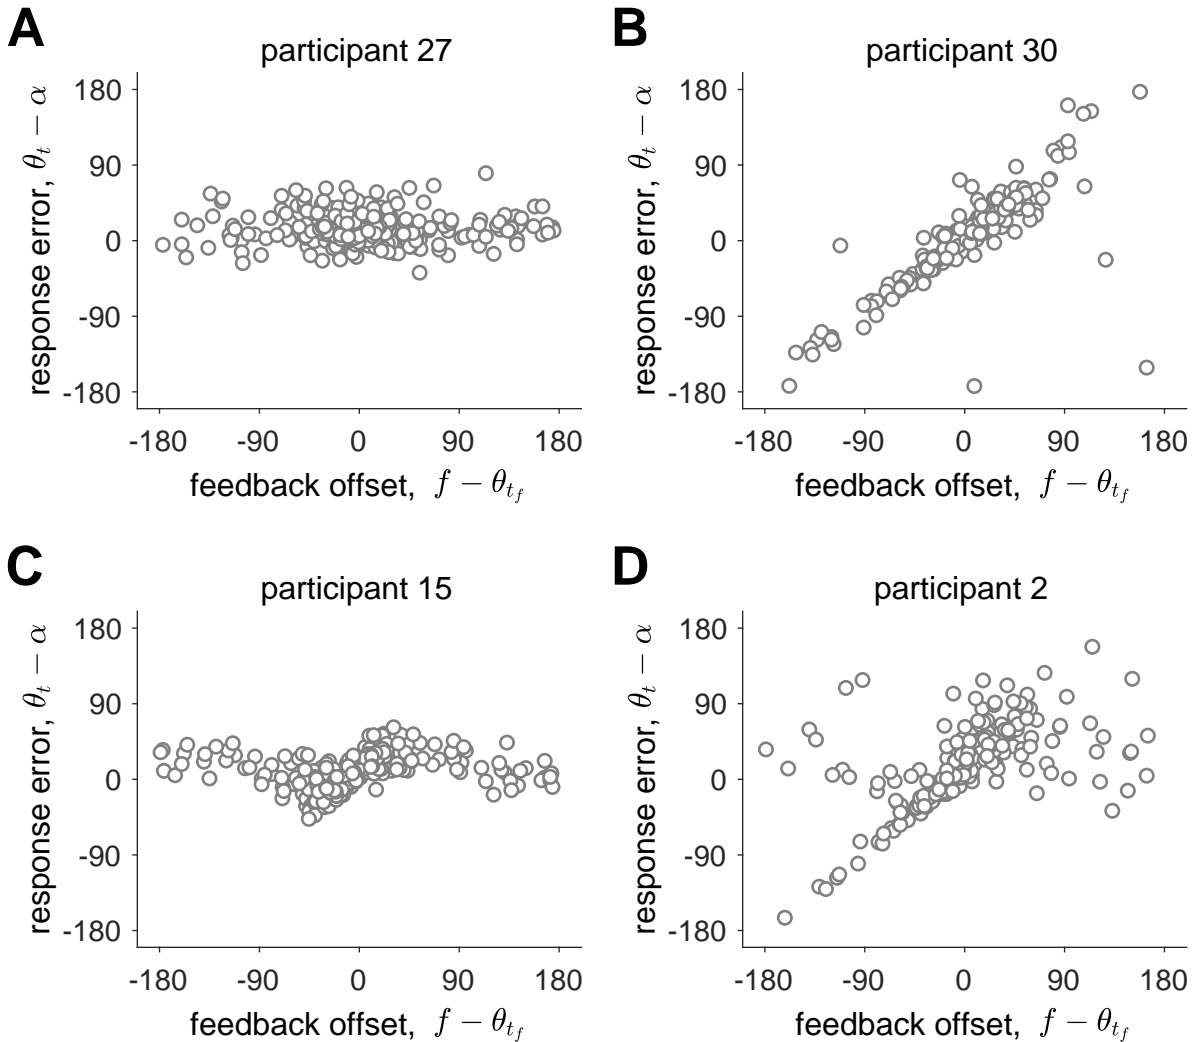 A
participant 27
180
90
0
-90
-180
response error, θ_t − α
-180 -90 0 90 180
feedback offset, f − θ_{t_f}
B
participant 30
180
90
0
-90
-180
response error, θ_t − α
-180 -90 0 90 180
feedback offset, f − θ_{t_f}
C
participant 15
180
90
0
-90
-180
response error, θ_t − α
-180 -90 0 90 180
feedback offset, f − θ_{t_f}
D
participant 2
180
90
0
-90
-180
response error, θ_t − α
-180 -90 0 90 180
feedback offset, f − θ_{t_f}